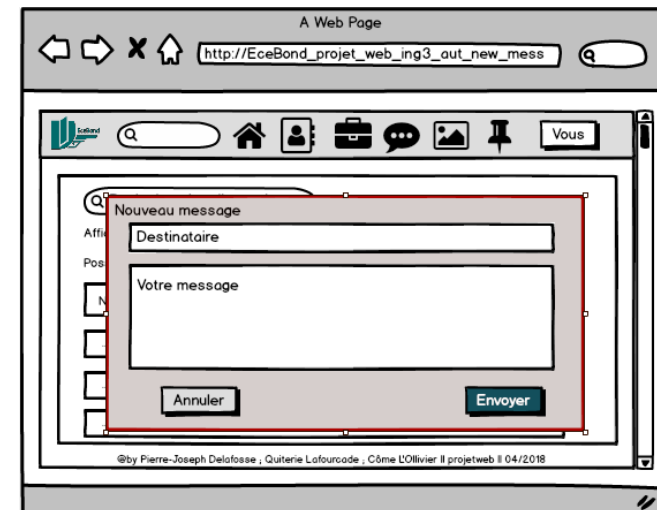 A Web Page
http://EceBond_projet_web_ing3_aut_new_mess
EceBond
Vous
Nouveau message
Destinataire
Votre message
Annuler
Envoyer
@by Pierre-Joseph Delafosse ; Quiterie Lafourcade ; Côme L'Ollivier II projetweb II 04/2018